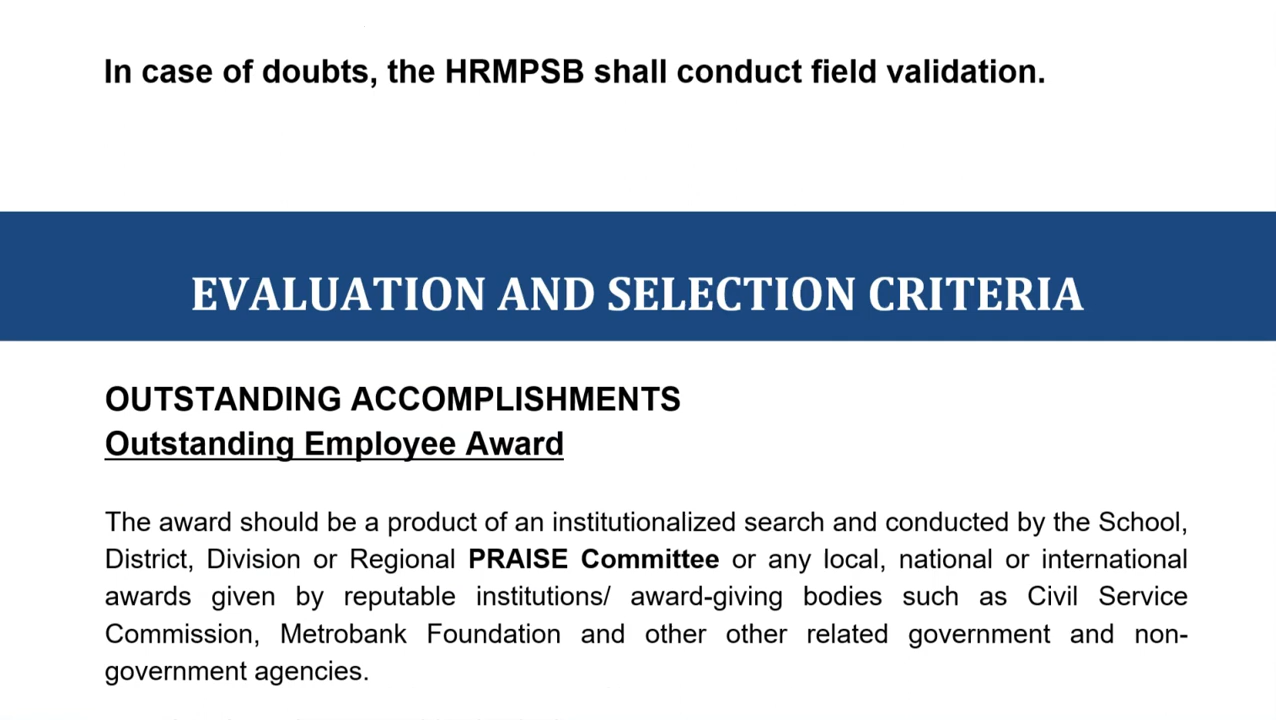 In case of doubts, the HRMPSB shall conduct field validation.
EVALUATION AND SELECTION CRITERIA
OUTSTANDING ACCOMPLISHMENTS
Outstanding Employee Award
The award should be a product of an institutionalized search and conducted by the School,
District, Division or Regional PRAISE Committee or any local, national or international
awards given by reputable institutions/ award-giving bodies such as Civil Service
Commission, Metrobank Foundation and other other related government and non-
government agencies.